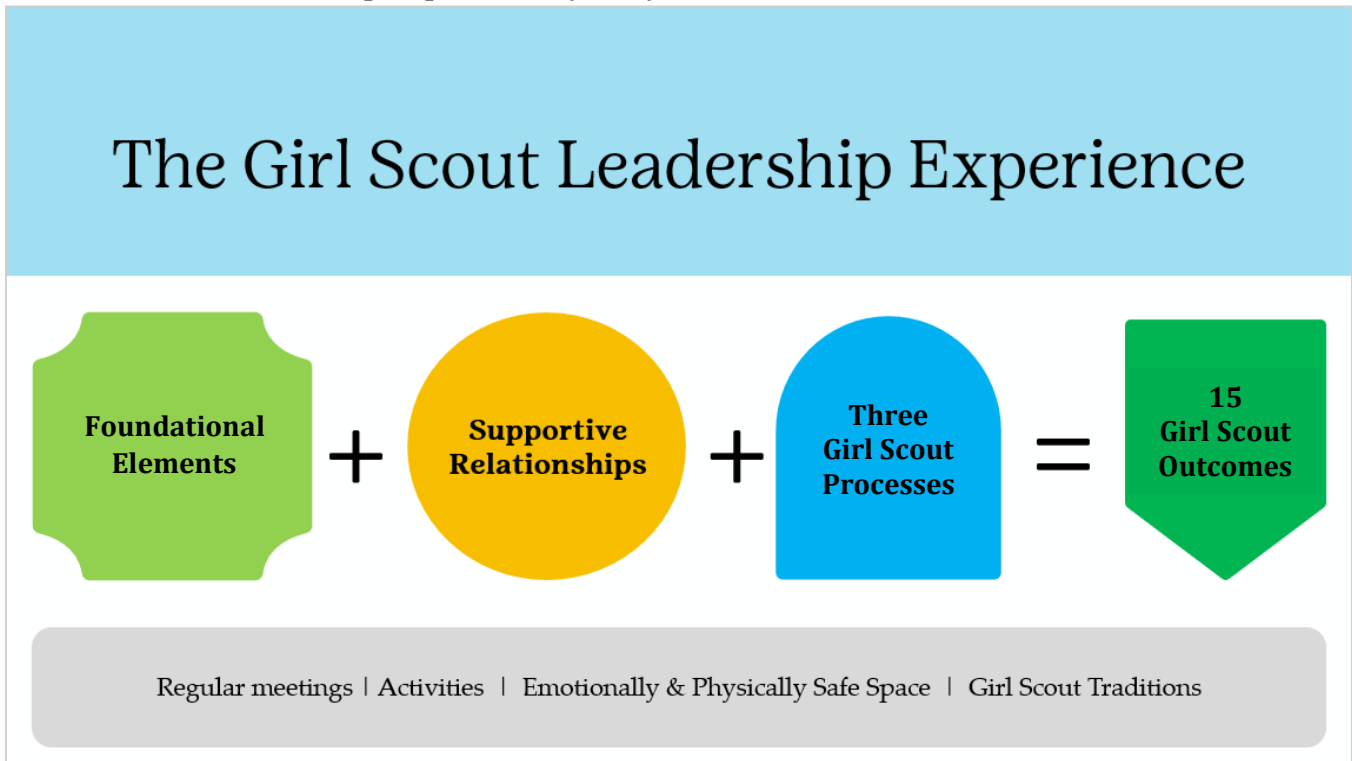 The Girl Scout Leadership Experience
Foundational
Elements
+
Supportive
Relationships
+
Three
Girl Scout
Processes
=
15
Girl Scout
Outcomes
Regular meetings | Activities | Emotionally & Physically Safe Space | Girl Scout Traditions